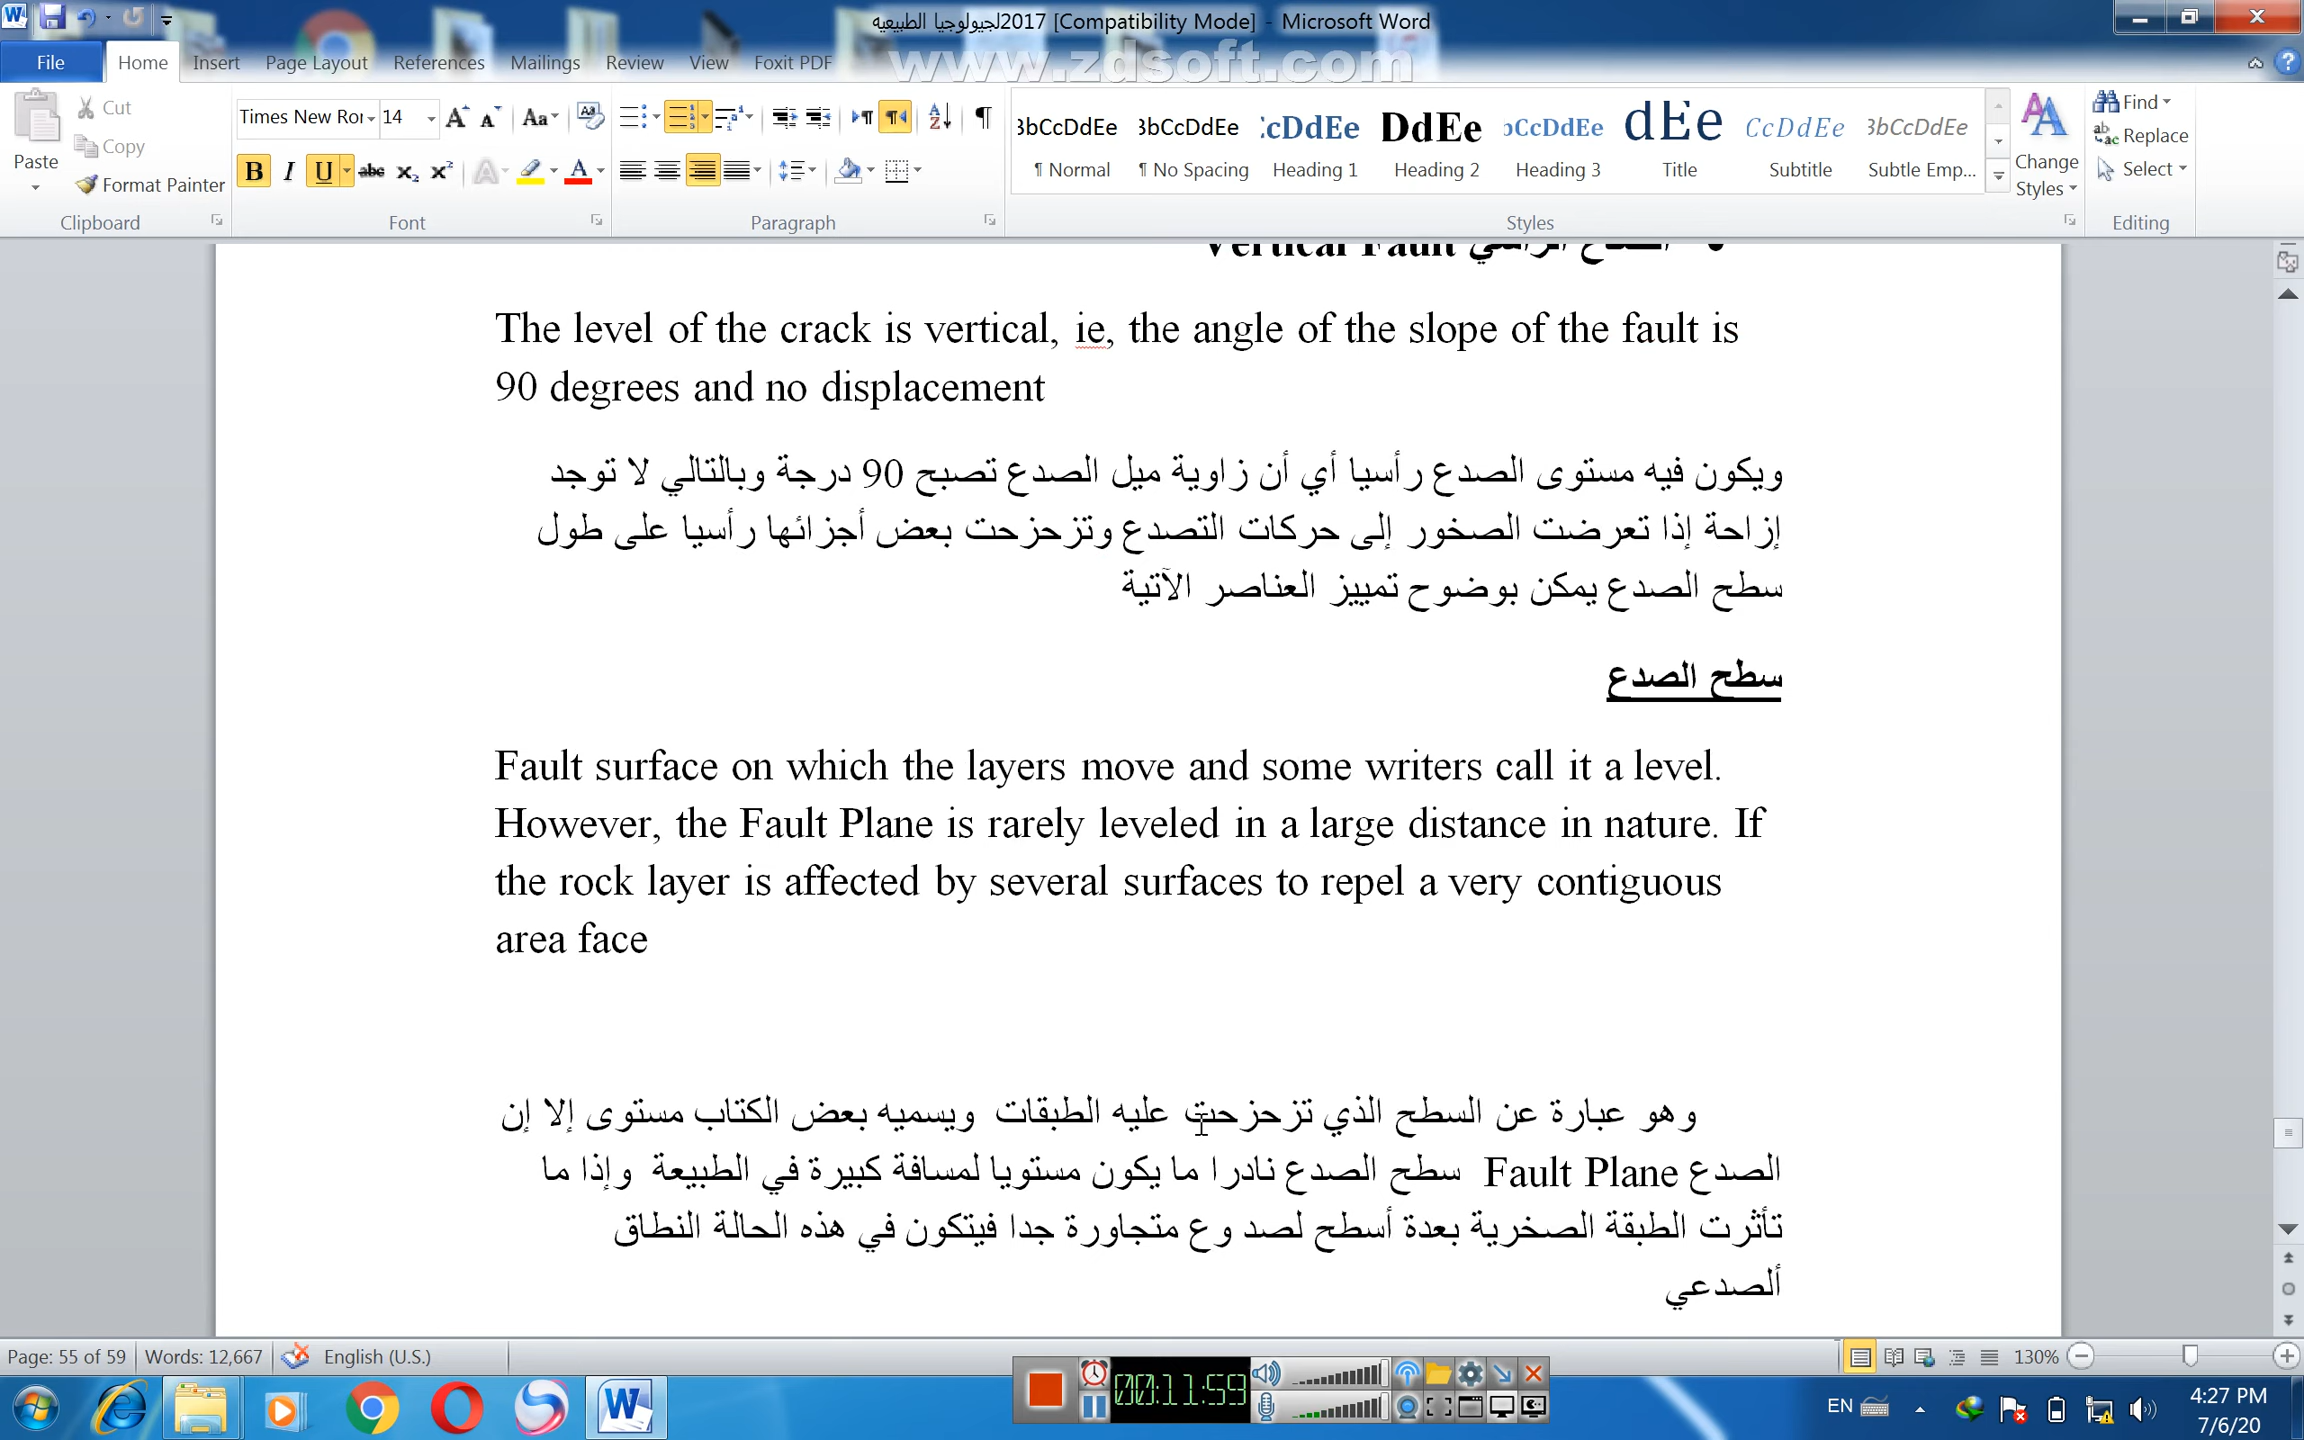 لجيولوجيا الطبيعيه2017 [Compatibility Mode] - Microsoft Word
www.zdsoft.com
File Home Insert Page Layout References Mailings Review View Foxit PDF
Paste
Cut
Copy
Format Painter
Clipboard
Times New Ror 14
Font
Paragraph
¶ Normal ¶ No Spacing Heading 1 Heading 2 Heading 3 Title Subtitle Subtle Emp...
Styles
Change Styles
Find
Replace
Select
Editing
الصدع الراسي Vertical Fault
The level of the crack is vertical, ie, the angle of the slope of the fault is
90 degrees and no displacement
ويكون فيه مستوى الصدع رأسيا أي أن زاوية ميل الصدع تصبح 90 درجة وبالتالي لا توجد
إزاحة إذا تعرضت الصخور إلى حركات التصدع وتزحزحت بعض أجزائها رأسيا على طول
سطح الصدع يمكن بوضوح تمييز العناصر الآتية
سطح الصدع
Fault surface on which the layers move and some writers call it a level.
However, the Fault Plane is rarely leveled in a large distance in nature. If
the rock layer is affected by several surfaces to repel a very contiguous
area face
وهو عبارة عن السطح الذي تزحزحت عليه الطبقات ويسميه بعض الكتاب مستوى إلا إن
الصدع Fault Plane سطح الصدع نادرا ما يكون مستويا لمسافة كبيرة في الطبيعة وإذا ما
تأثرت الطبقة الصخرية بعدة أسطح لصد وع متجاورة جدا فيتكون في هذه الحالة النطاق
ألصدعي
Page: 55 of 59 Words: 12,667 English (U.S.) 130%
00:11:59
EN
4:27 PM
7/6/20